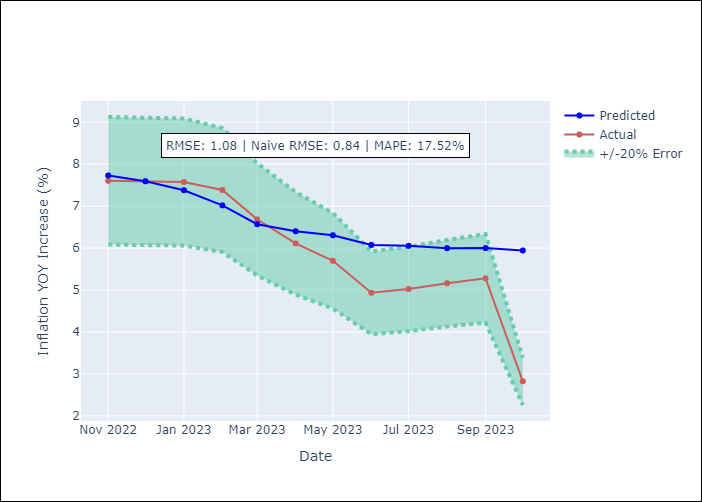 RMSE: 1.08 | Naive RMSE: 0.84 | MAPE: 17.52%
Predicted
Actual
+/-20% Error
Inflation YOY Increase (%)
9
8
7
6
5
4
3
2
Nov 2022
Jan 2023
Mar 2023
May 2023
Jul 2023
Sep 2023
Date